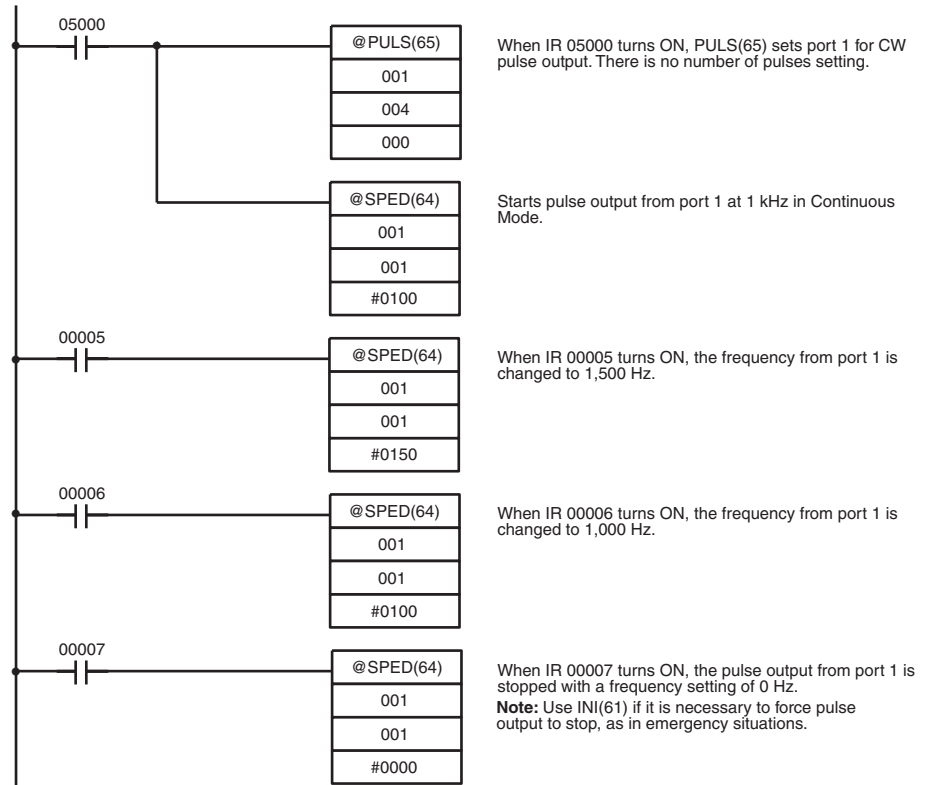 05000
@PULS(65)
001
004
000
When IR 05000 turns ON, PULS(65) sets port 1 for CW
pulse output. There is no number of pulses setting.
@SPED(64)
001
001
#0100
Starts pulse output from port 1 at 1 kHz in Continuous
Mode.
00005
@SPED(64)
001
001
#0150
When IR 00005 turns ON, the frequency from port 1 is
changed to 1,500 Hz.
00006
@SPED(64)
001
001
#0100
When IR 00006 turns ON, the frequency from port 1 is
changed to 1,000 Hz.
00007
@SPED(64)
001
001
#0000
When IR 00007 turns ON, the pulse output from port 1 is
stopped with a frequency setting of 0 Hz.
Note: Use INI(61) if it is necessary to force pulse
output to stop, as in emergency situations.